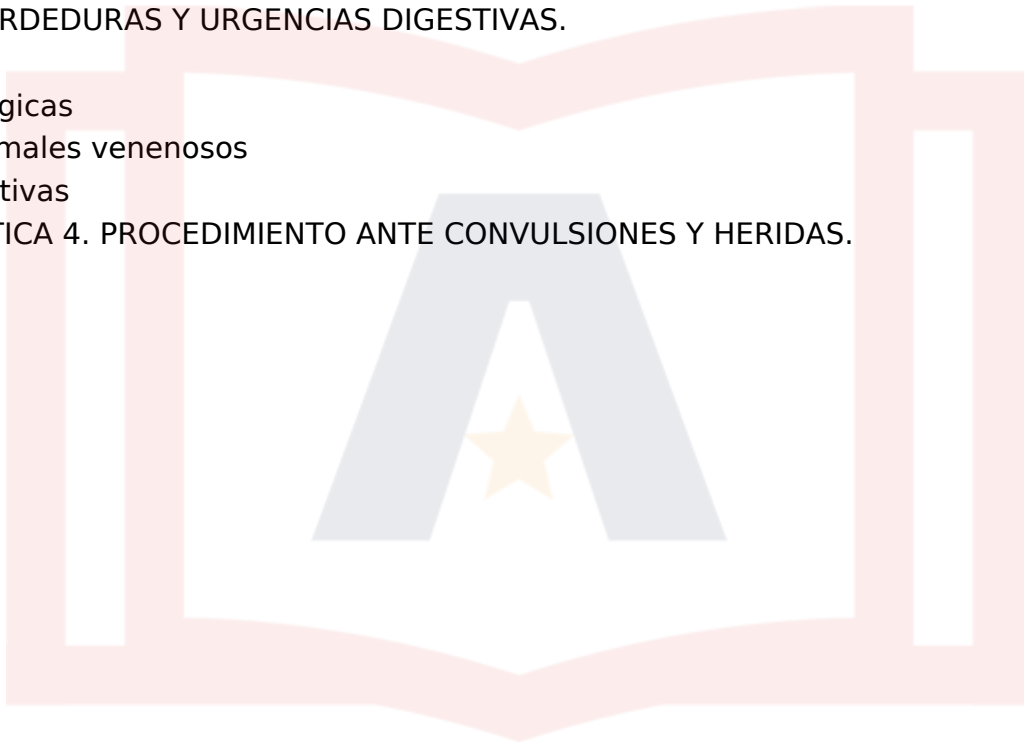 RDEDURAS Y URGENCIAS DIGESTIVAS.
gicas
males venenosos
tivas
TICA 4. PROCEDIMIENTO ANTE CONVULSIONES Y HERIDAS.